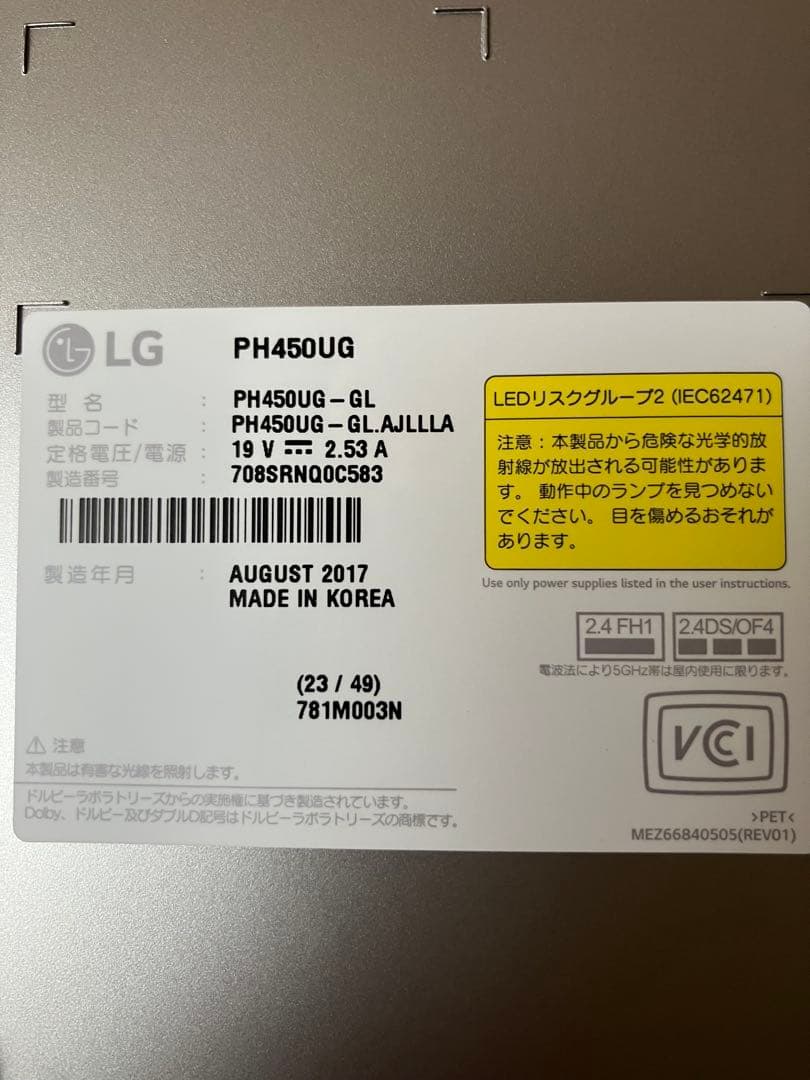 LG PH450UG
型 名 : PH450UG-GL
製品コード : PH450UG-GL.AJLLLA
定格電圧/電源 : 19 V ⎓ 2.53 A
製造番号 : 708SRNQ0C583
製造年月 : AUGUST 2017
MADE IN KOREA
(23 / 49)
781M003N
⚠ 注意
本製品は有害な光線を照射します。
ドルビーラボラトリーズからの実施権に基づき製造されています。
Dolby、ドルビー及びダブルD記号はドルビーラボラトリーズの商標です。
LEDリスクグループ2 (IEC62471)
注意:本製品から危険な光学的放
射線が放出される可能性がありま
す。 動作中のランプを見つめない
でください。 目を傷めるおそれが
あります。
Use only power supplies listed in the user instructions.
2.4 FH1 2.4DS/OF4
電波法により5GHz帯は屋内使用に限ります。
VCCI
>PET<
MEZ66840505(REV01)